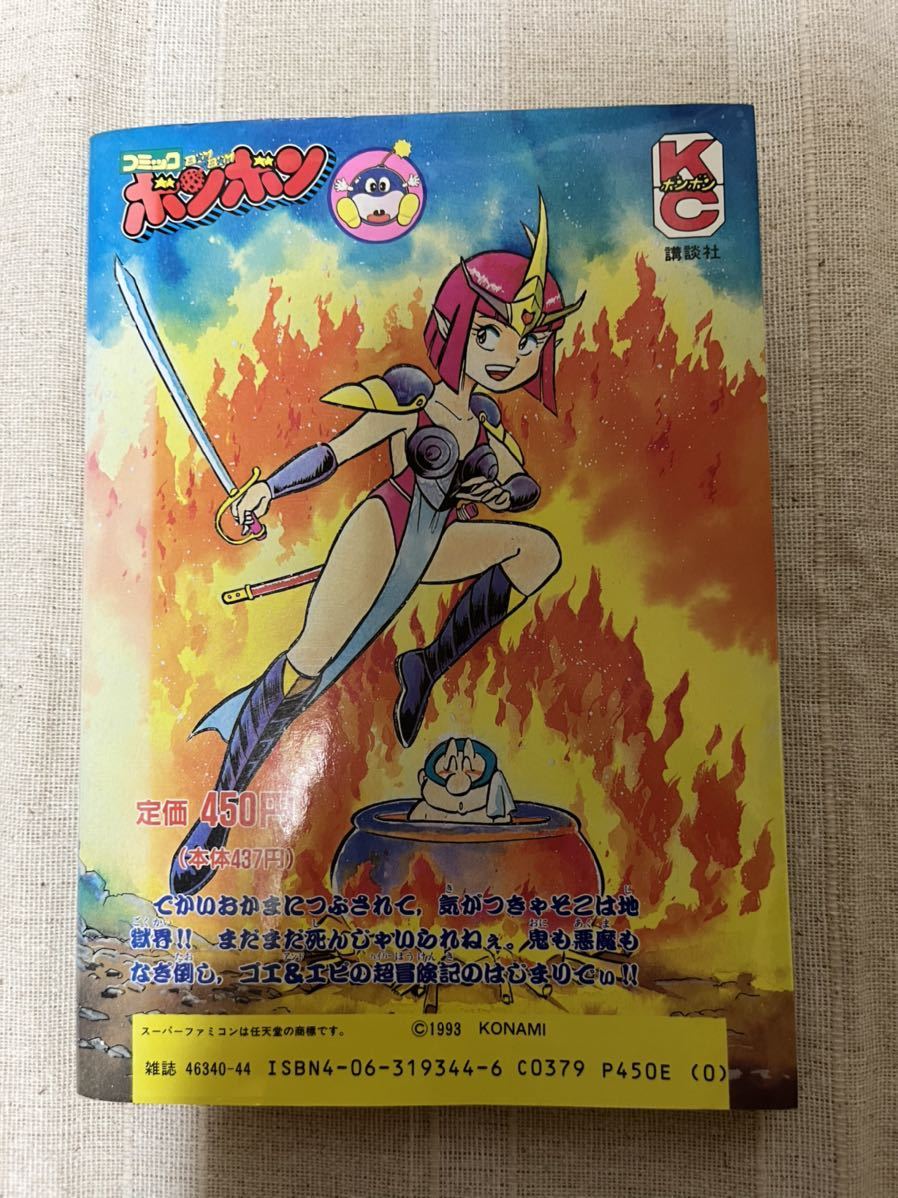 コミック BOM BOM
ボンボン
KC
ボンボン
講談社
定価 450円
(本体437円)
でかいおかまにつぶされて，気がつきゃそこは地
獄界!! まだまだ死んじゃいられねぇ。鬼も悪魔も
なぎ倒し，ゴエ&エビの超冒険記のはじまりでぃ!!
スーパーファミコンは任天堂の商標です。 ©1993 KONAMI
雑誌 46340-44 ISBN4-06-319344-6 C0379 P450E (0)